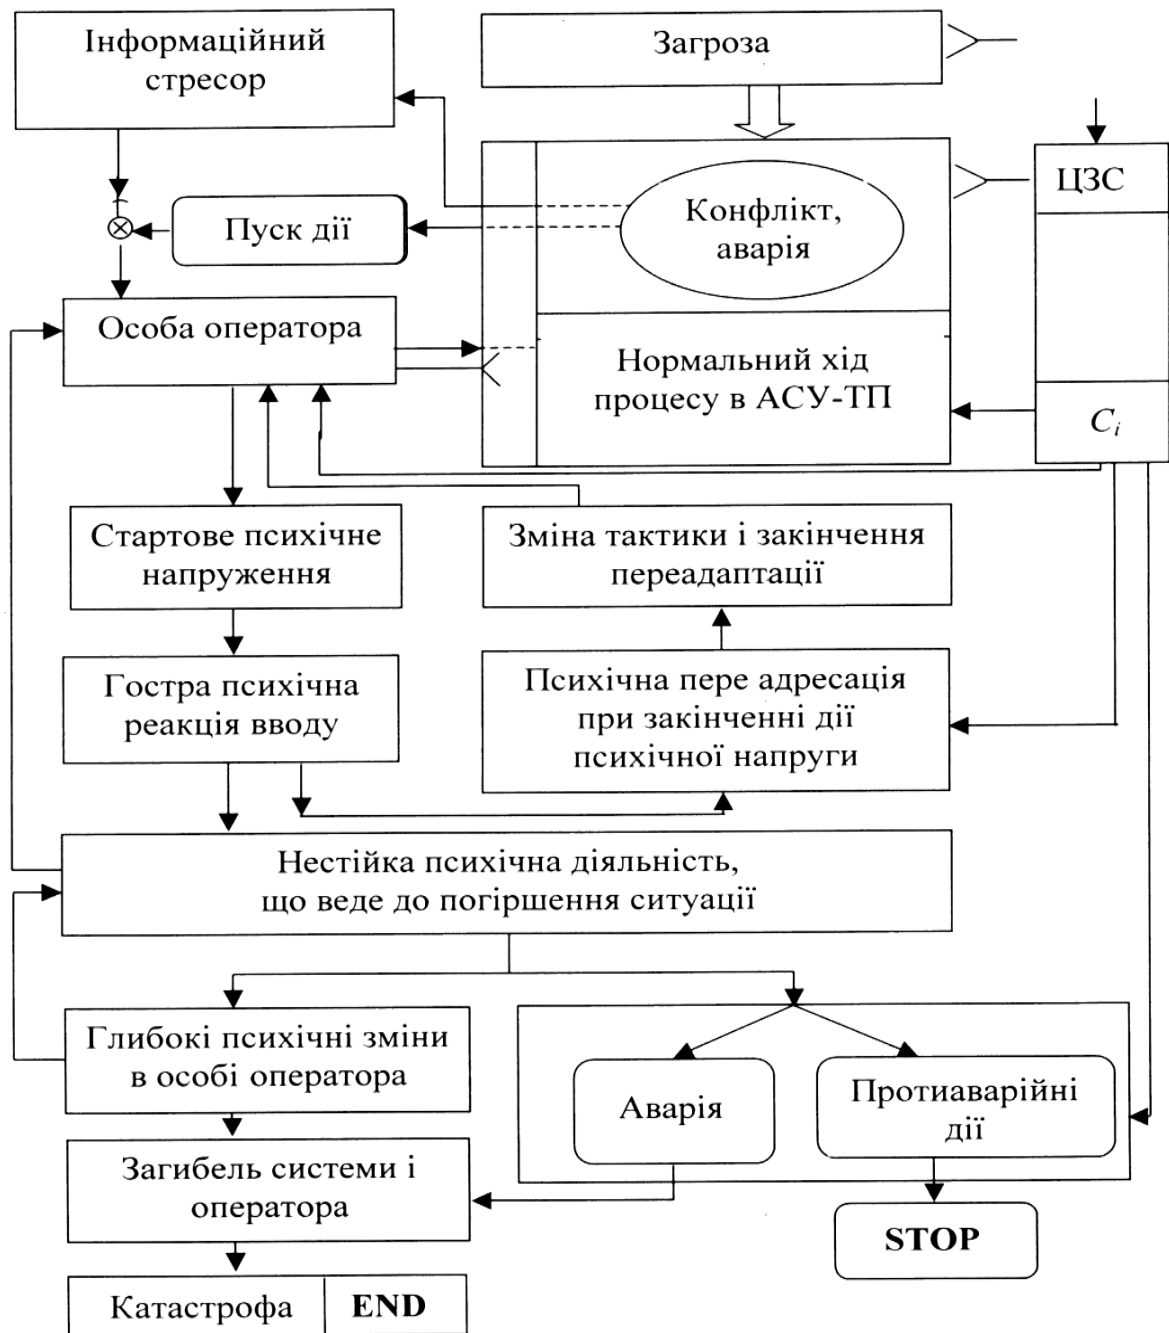 Інформаційний
стресор
Загроза
ЦЗС
Пуск дії
Конфлікт,
аварія
Особа оператора
Нормальний хід
процесу в АСУ-ТП
Ci
Стартове психічне
напруження
Зміна тактики і закінчення
переадаптації
Гостра психічна
реакція вводу
Психічна пере адресація
при закінченні дії
психічної напруги
Нестійка психічна діяльність,
що веде до погіршення ситуації
Глибокі психічні зміни
в особі оператора
Аварія
Протиаварійні
дії
Загибель системи і
оператора
STOP
Катастрофа
END